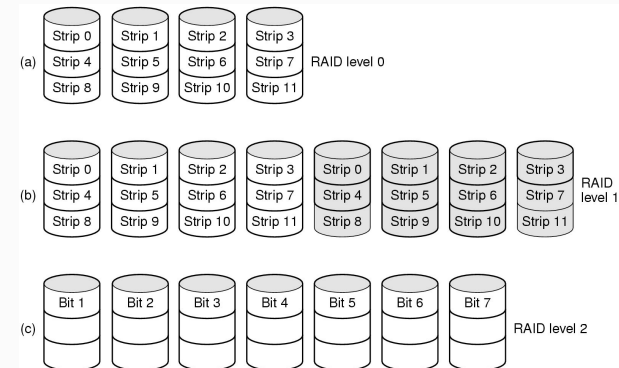 Strip 0 Strip 1 Strip 2 Strip 3
(a) Strip 4 Strip 5 Strip 6 Strip 7 RAID level 0
Strip 8 Strip 9 Strip 10 Strip 11
Strip 0 Strip 1 Strip 2 Strip 3 Strip 0 Strip 1 Strip 2 Strip 3
(b) Strip 4 Strip 5 Strip 6 Strip 7 Strip 4 Strip 5 Strip 6 Strip 7 RAID
level 1
Strip 8 Strip 9 Strip 10 Strip 11 Strip 8 Strip 9 Strip 10 Strip 11
Bit 1 Bit 2 Bit 3 Bit 4 Bit 5 Bit 6 Bit 7
(c) RAID level 2